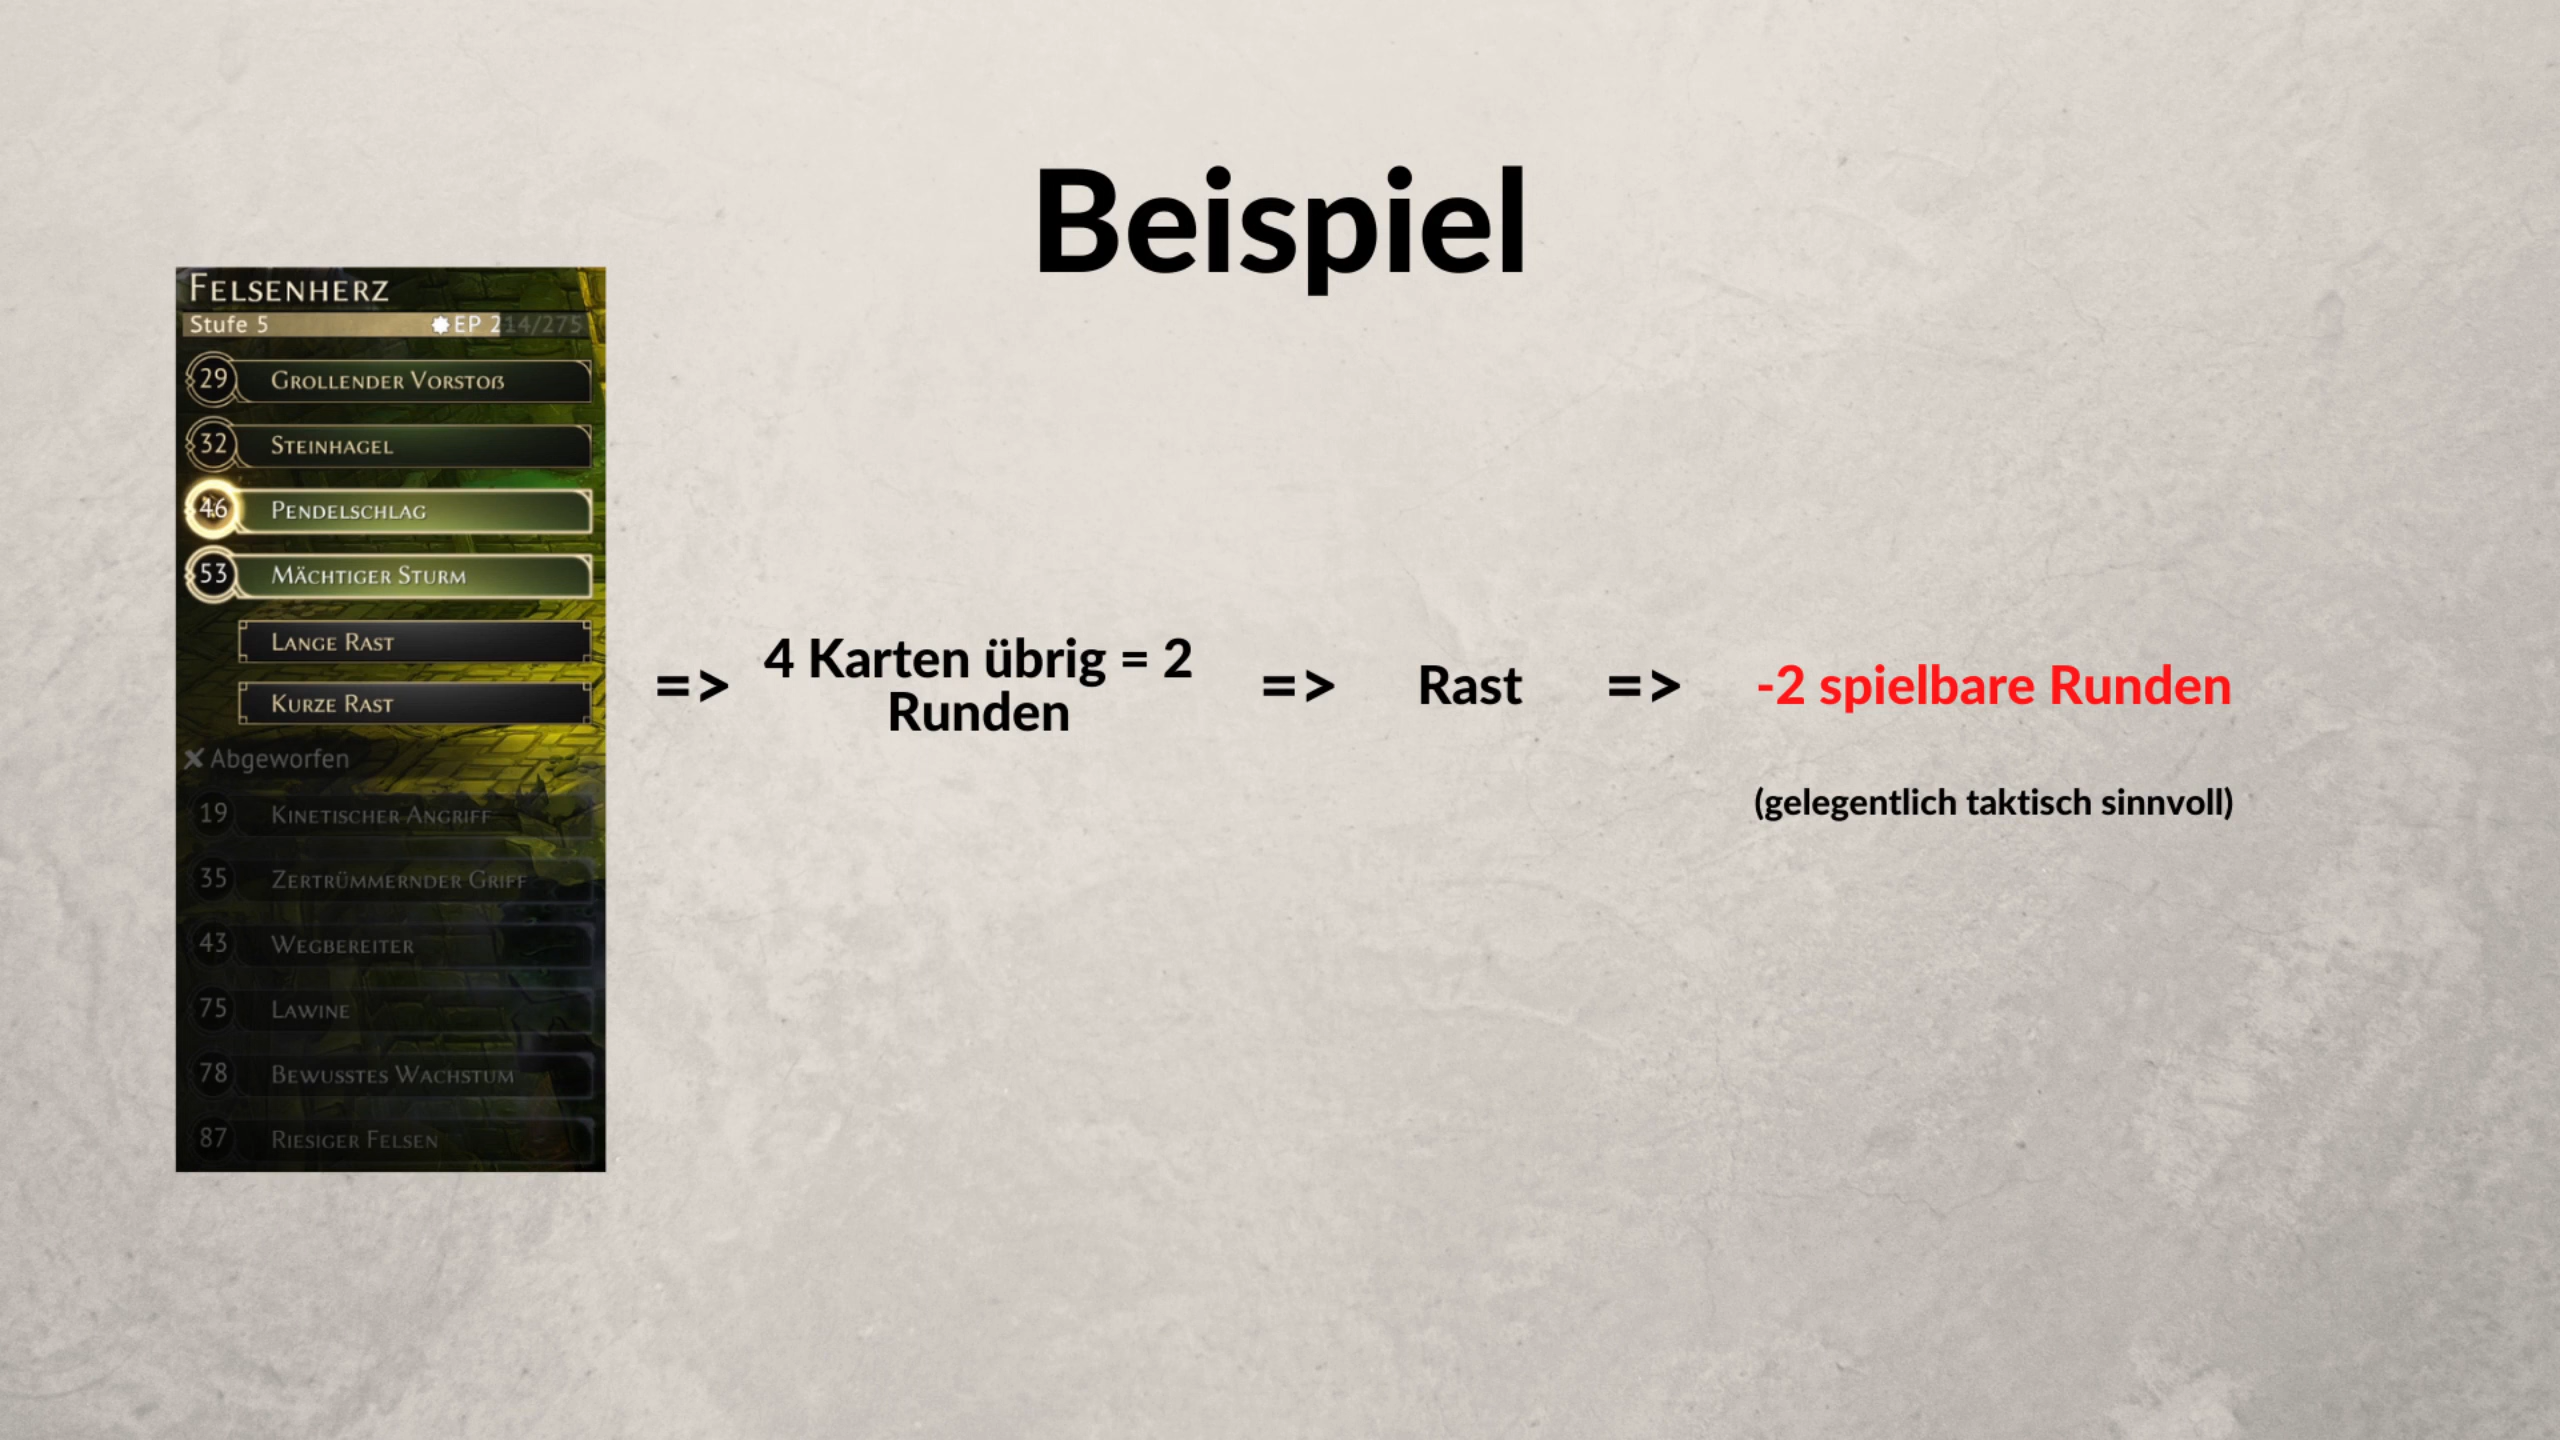 Beispiel
FELSENHERZ
Stufe 5 EP 214/275
29 GROLLENDER VORSTOß
32 STEINHAGEL
46 PENDELSCHLAG
53 MÄCHTIGER STURM
LANGE RAST
KURZE RAST
Abgeworfen
19 KINETISCHER ANGRIFF
35 ZERTRÜMMERNDER GRIFF
43 WEGBEREITER
75 LAWINE
78 BEWUSSTES WACHSTUM
87 RIESIGER FELSEN
=> 4 Karten übrig = 2
Runden
=> Rast => -2 spielbare Runden
(gelegentlich taktisch sinnvoll)